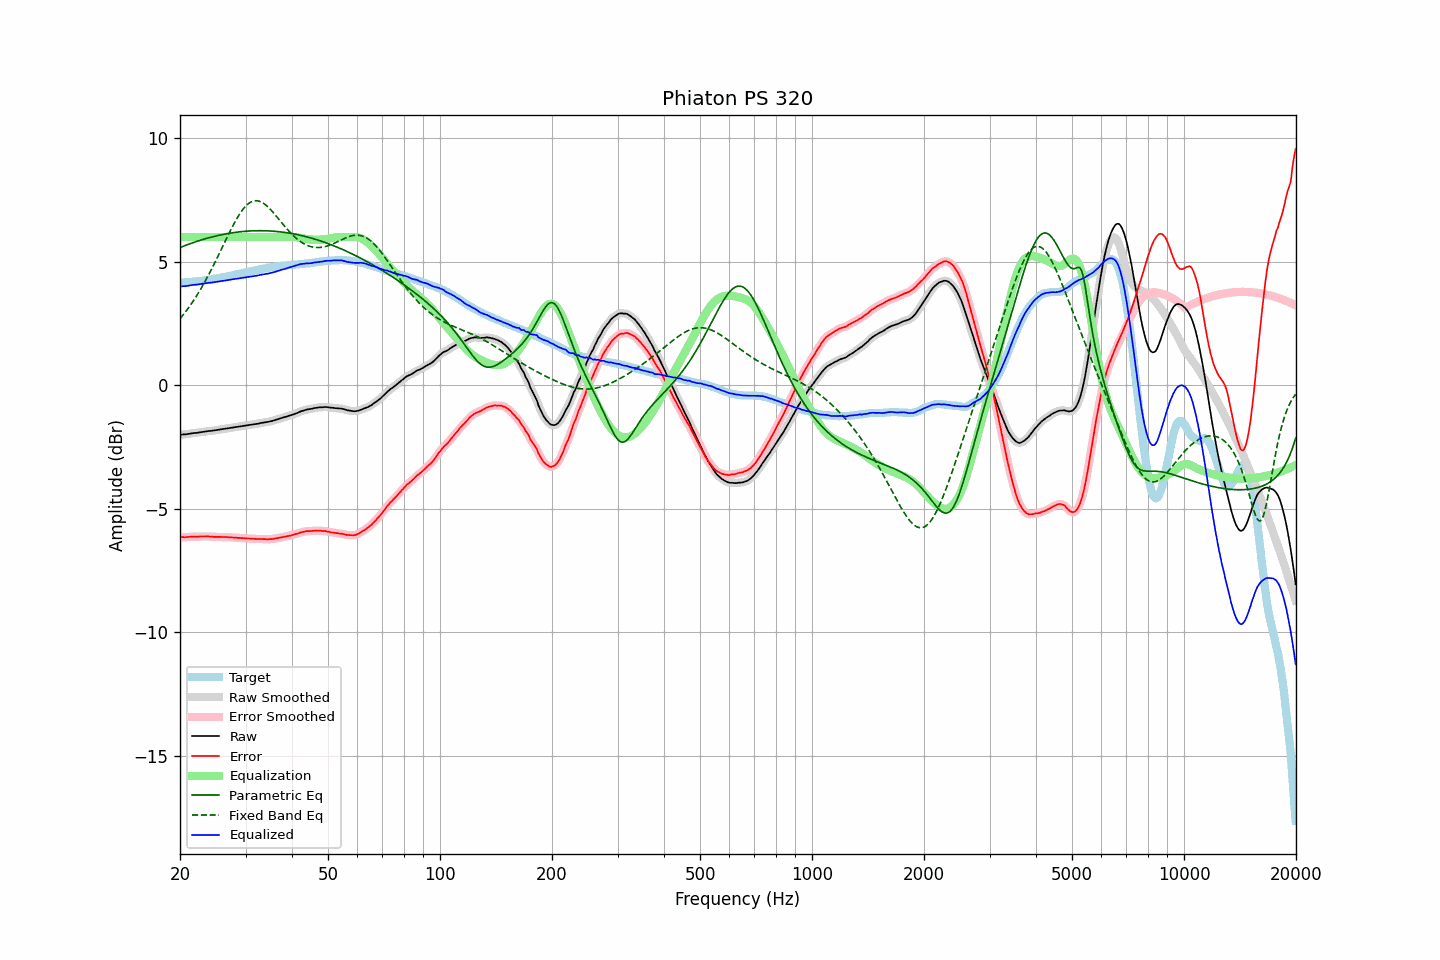 Phiaton PS 320
Amplitude (dBr)
10
5
0
−5
−10
−15
Target
Raw Smoothed
Error Smoothed
Raw
Error
Equalization
Parametric Eq
Fixed Band Eq
Equalized
20 50 100 200 500 1000 2000 5000 10000 20000
Frequency (Hz)